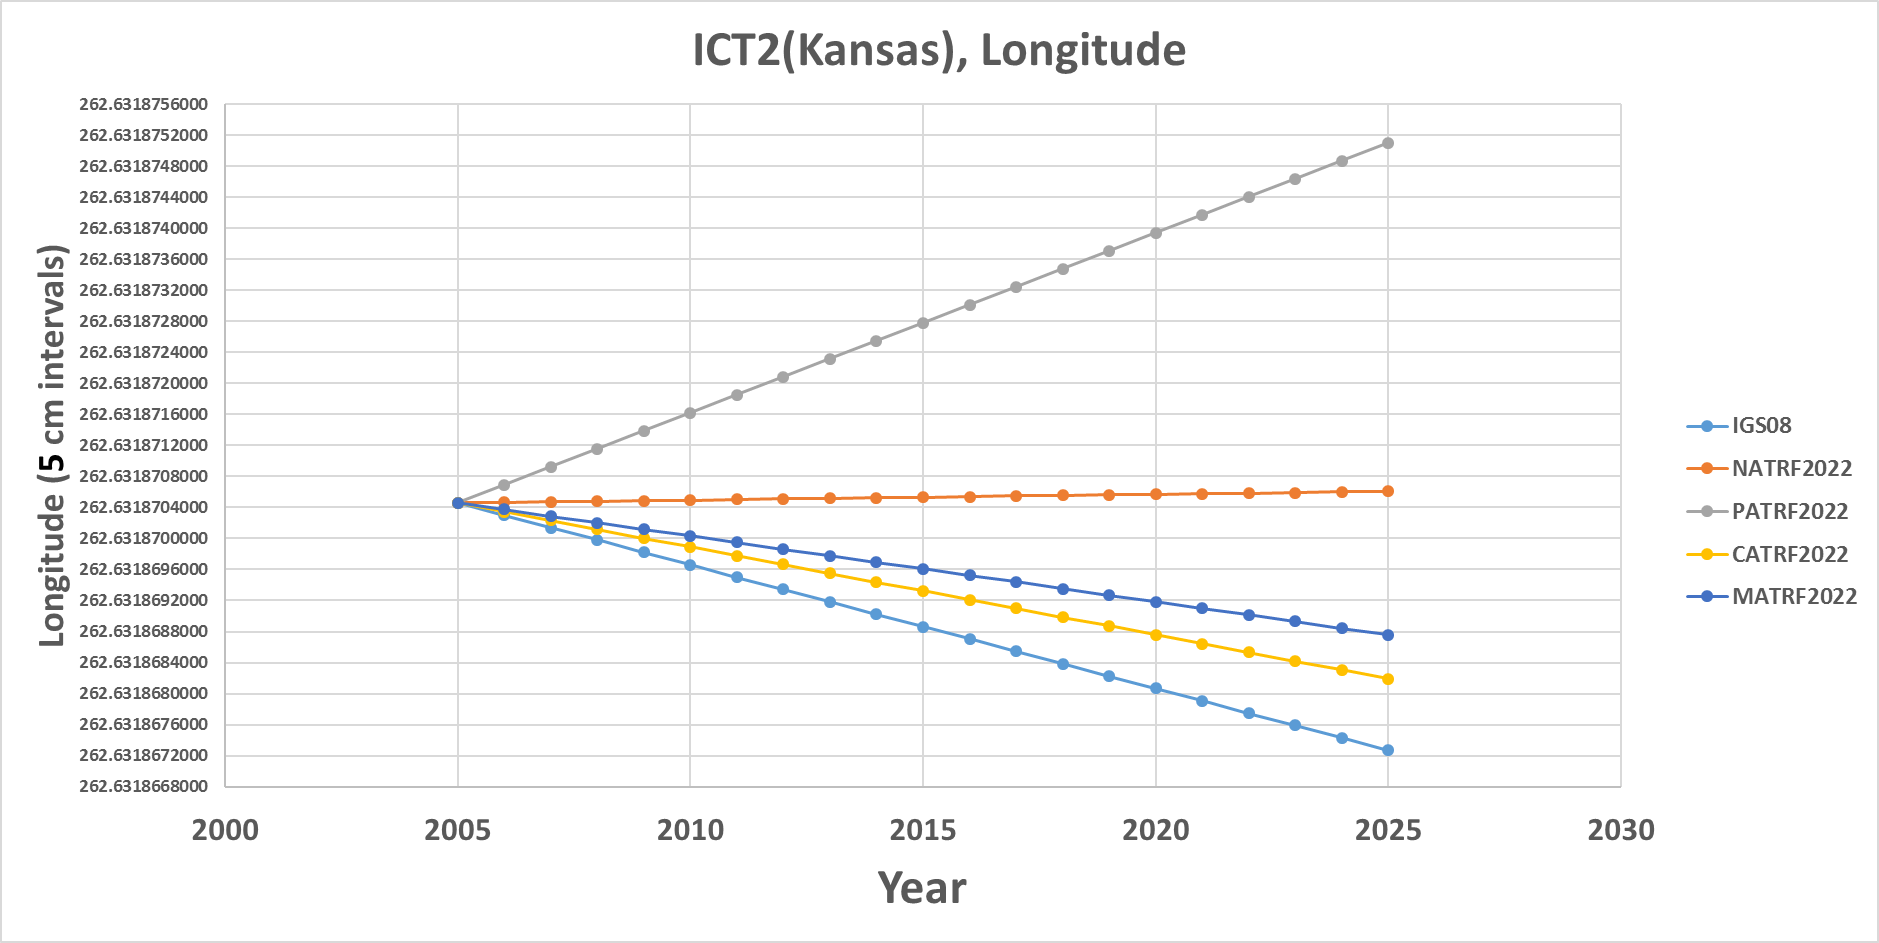 ICT2(Kansas), Longitude
Longitude (5 cm intervals)
262.6318756000
262.6318752000
262.6318748000
262.6318744000
262.6318740000
262.6318736000
262.6318732000
262.6318728000
262.6318724000
262.6318720000
262.6318716000
262.6318712000
262.6318708000
262.6318704000
262.6318700000
262.6318696000
262.6318692000
262.6318688000
262.6318684000
262.6318680000
262.6318676000
262.6318672000
262.6318668000
2000 2005 2010 2015 2020 2025 2030
Year
IGS08
NATRF2022
PATRF2022
CATRF2022
MATRF2022